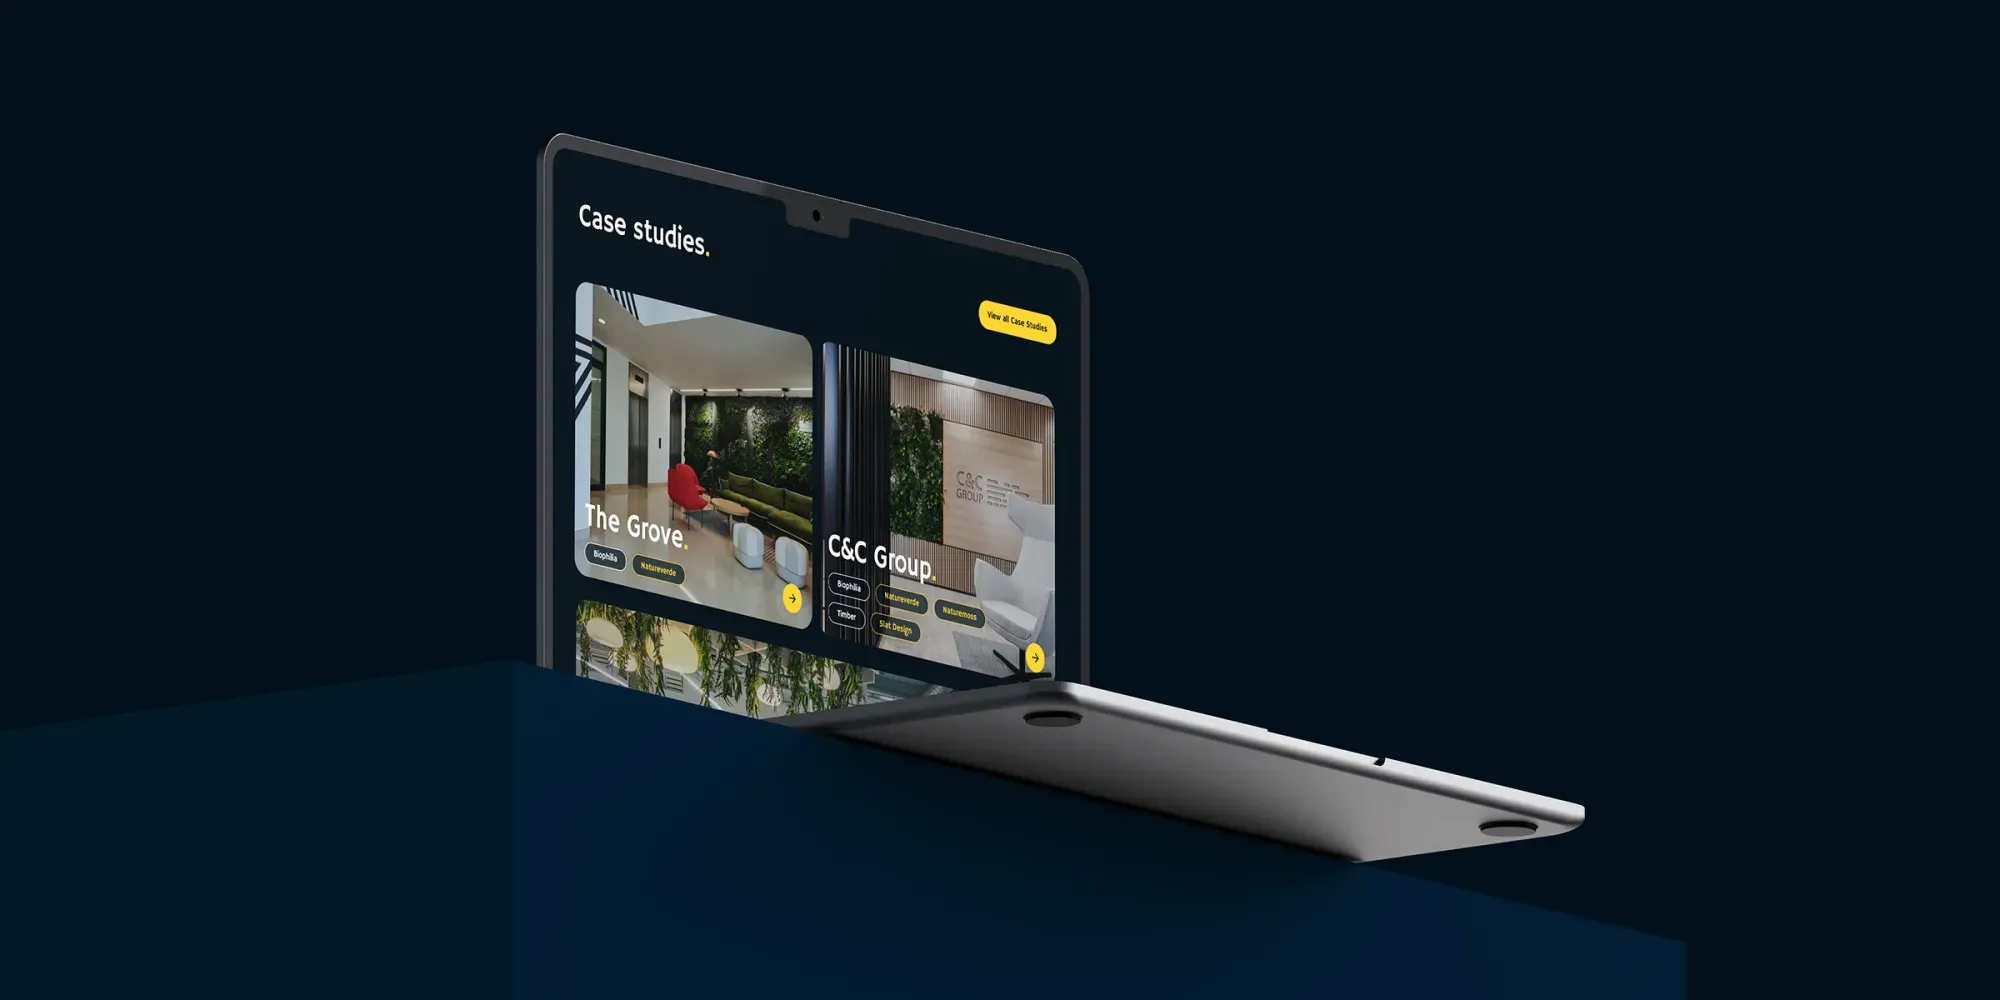 Case studies.
View all Case Studies
C&C
GROUP
The Grove.
Biophilia
Natureverde
C&C Group.
Biophilia
Natureverde
Naturemoss
Timber
Slat Design